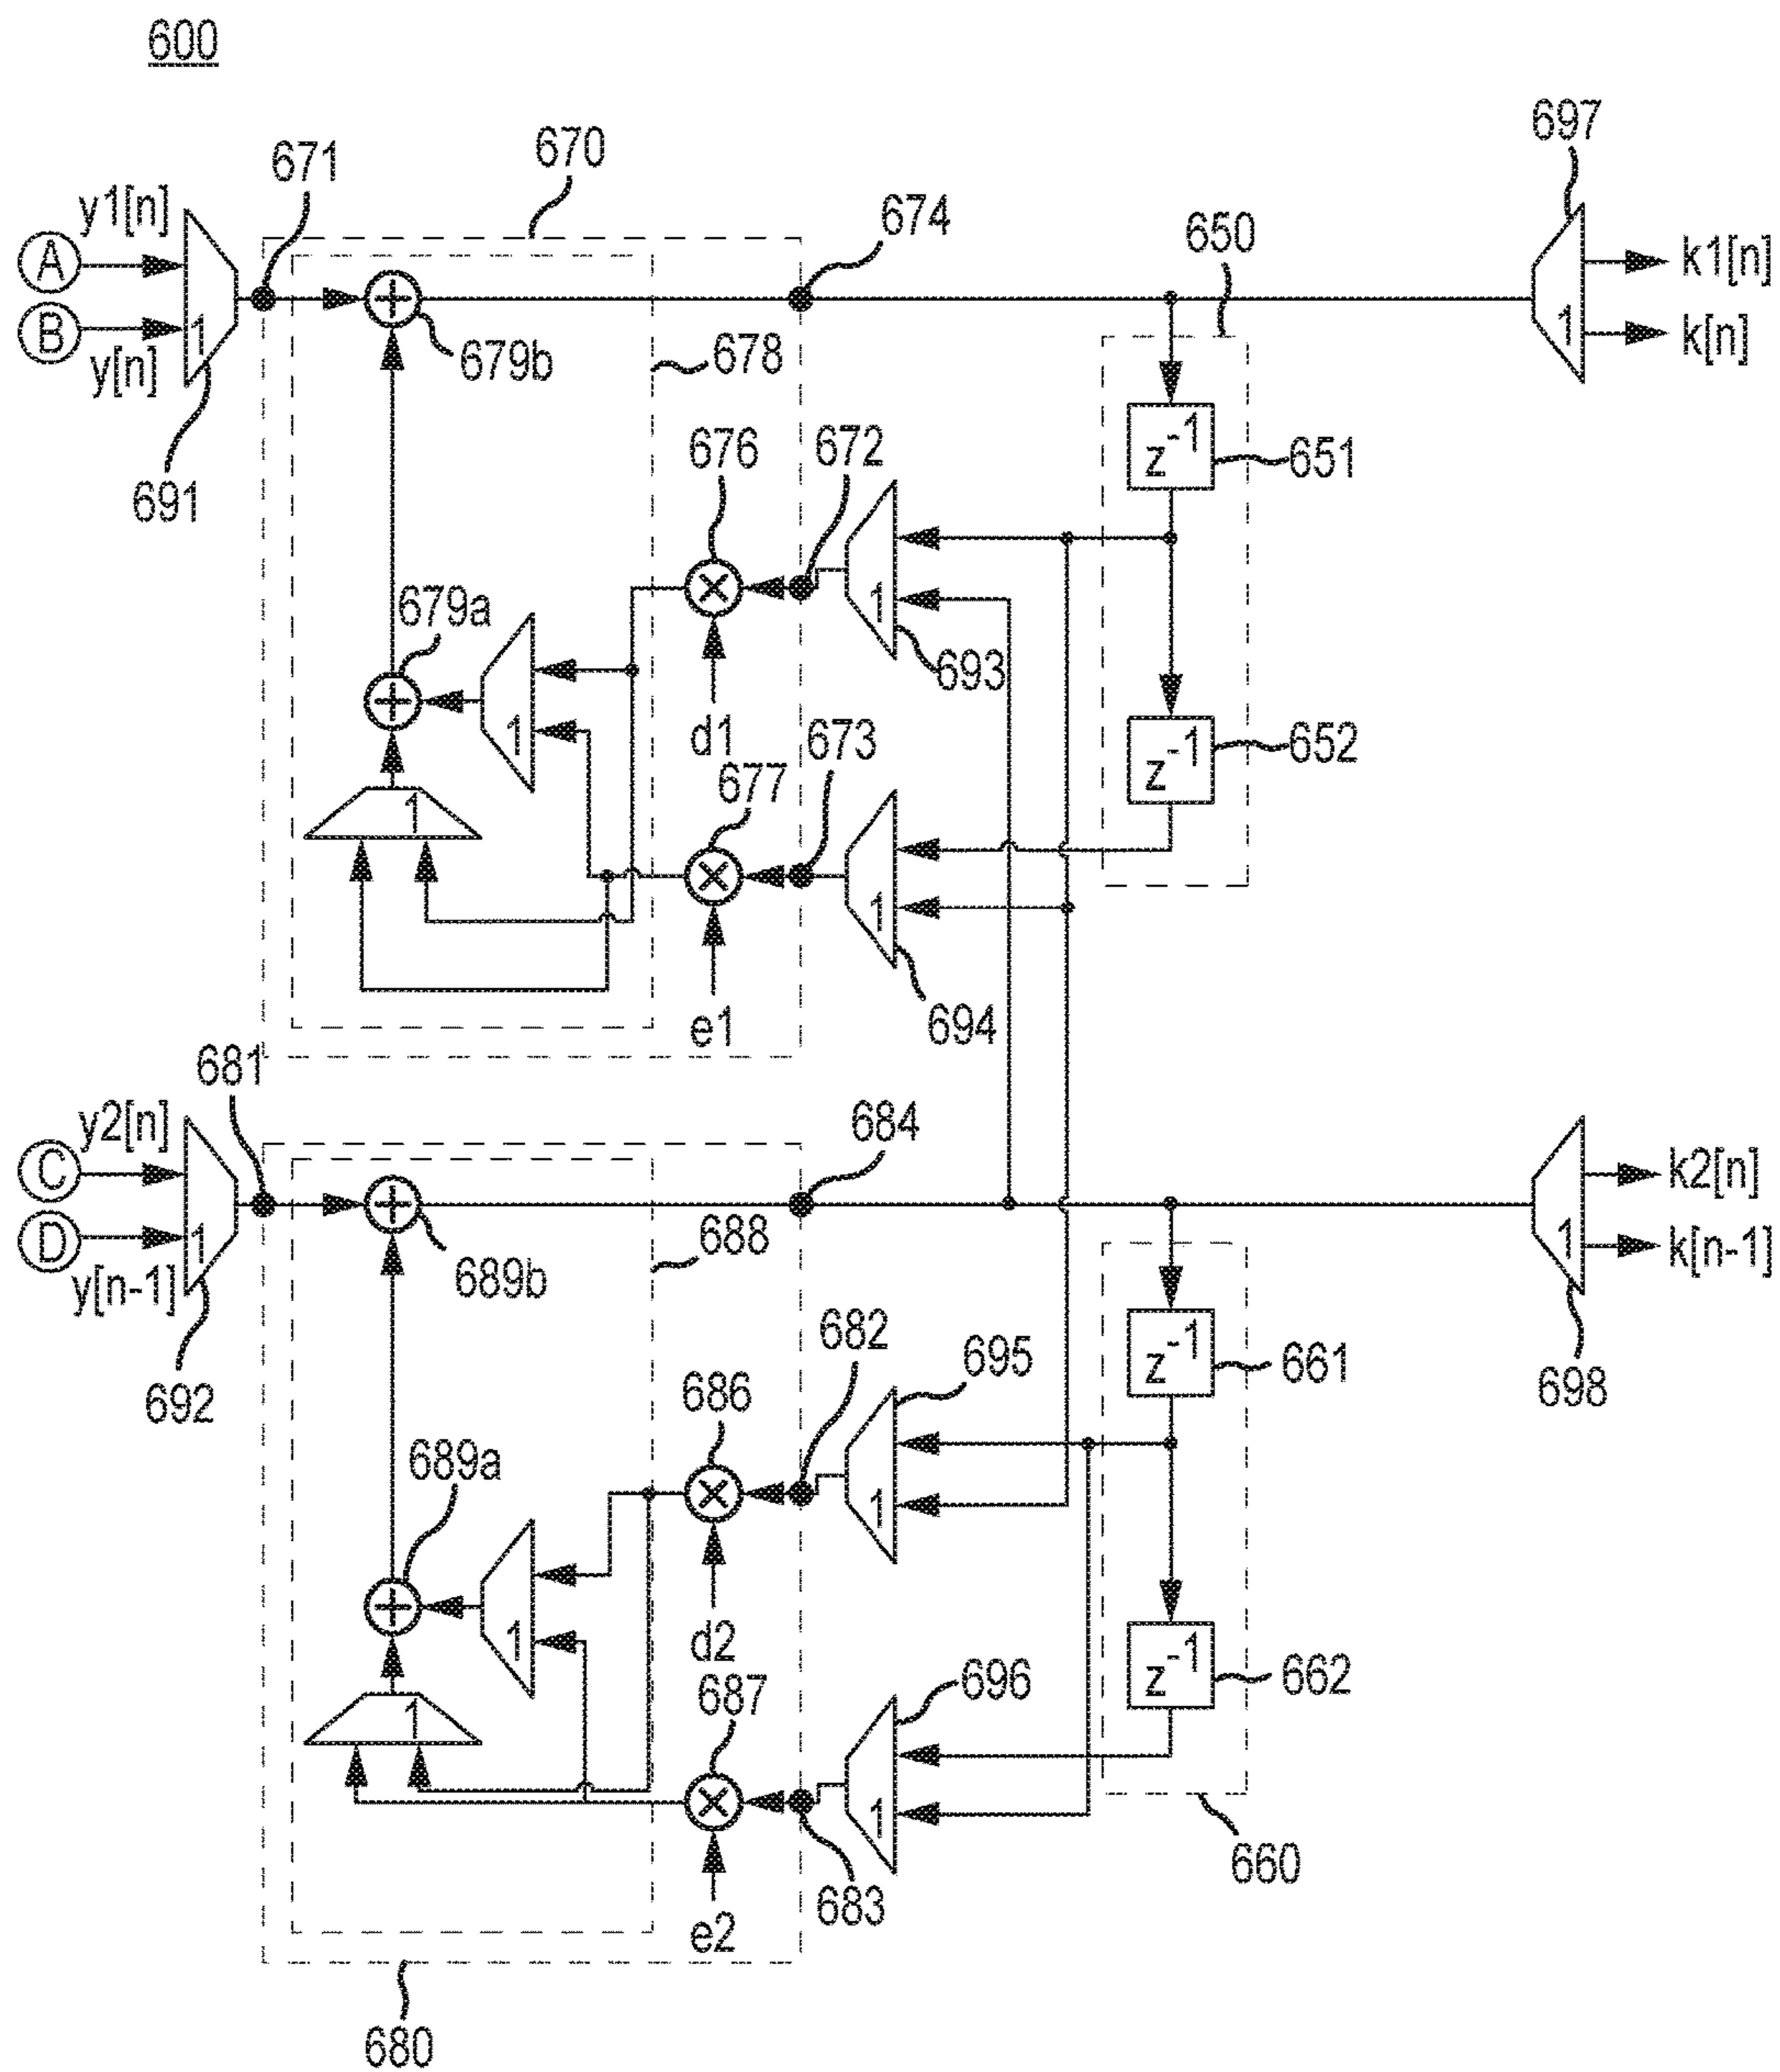 600
697
670
671
674
y1[n]
650
A
k1[n]
+
B
1
679b
678
1
k[n]
y[n]
676
672
z-1
651
691
679a
×
1
693
+
1
d1
673
z-1
652
677
1
×
1
694
e1
681
y2[n]
684
C
k2[n]
+
688
D
1
1
k[n-1]
y[n-1]
689b
682
695
z-1
661
692
686
698
689a
×
1
+
1
d2
696
z-1
662
1
687
×
1
660
683
e2
680